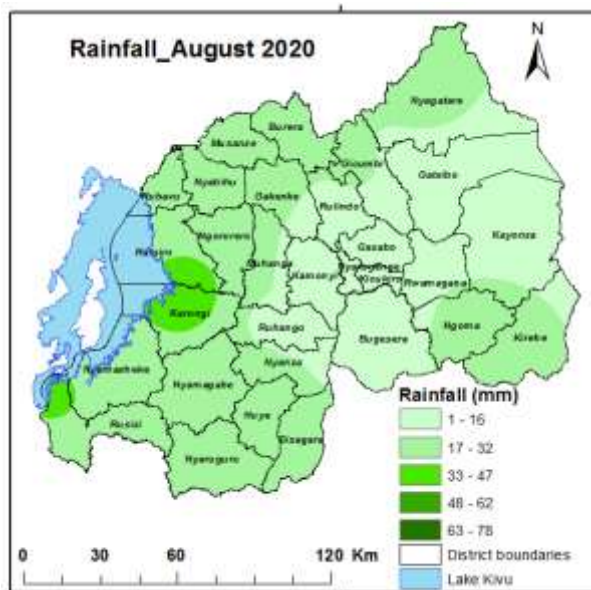 Rainfall_August 2020
N
Nyagatare
Burera
Musanze
Gicumbi
Nyabihu
Gakenke
Gatsibo
Rubavu
Rulindo
Ngororero
Kayonza
Rutsiro
Gasabo
Muhanga
Kamonyi
Kicukiro
Rwamagana
Karongi
Ruhango
Bugesera
Ngoma
Kirehe
Nyanza
Nyamasheke
Nyamagabe
Huye
Rusizi
Gisagara
Nyaruguru
Rainfall (mm)
1 - 16
17 - 32
33 - 47
48 - 62
63 - 78
District boundaries
Lake Kivu
0 30 60 120 Km